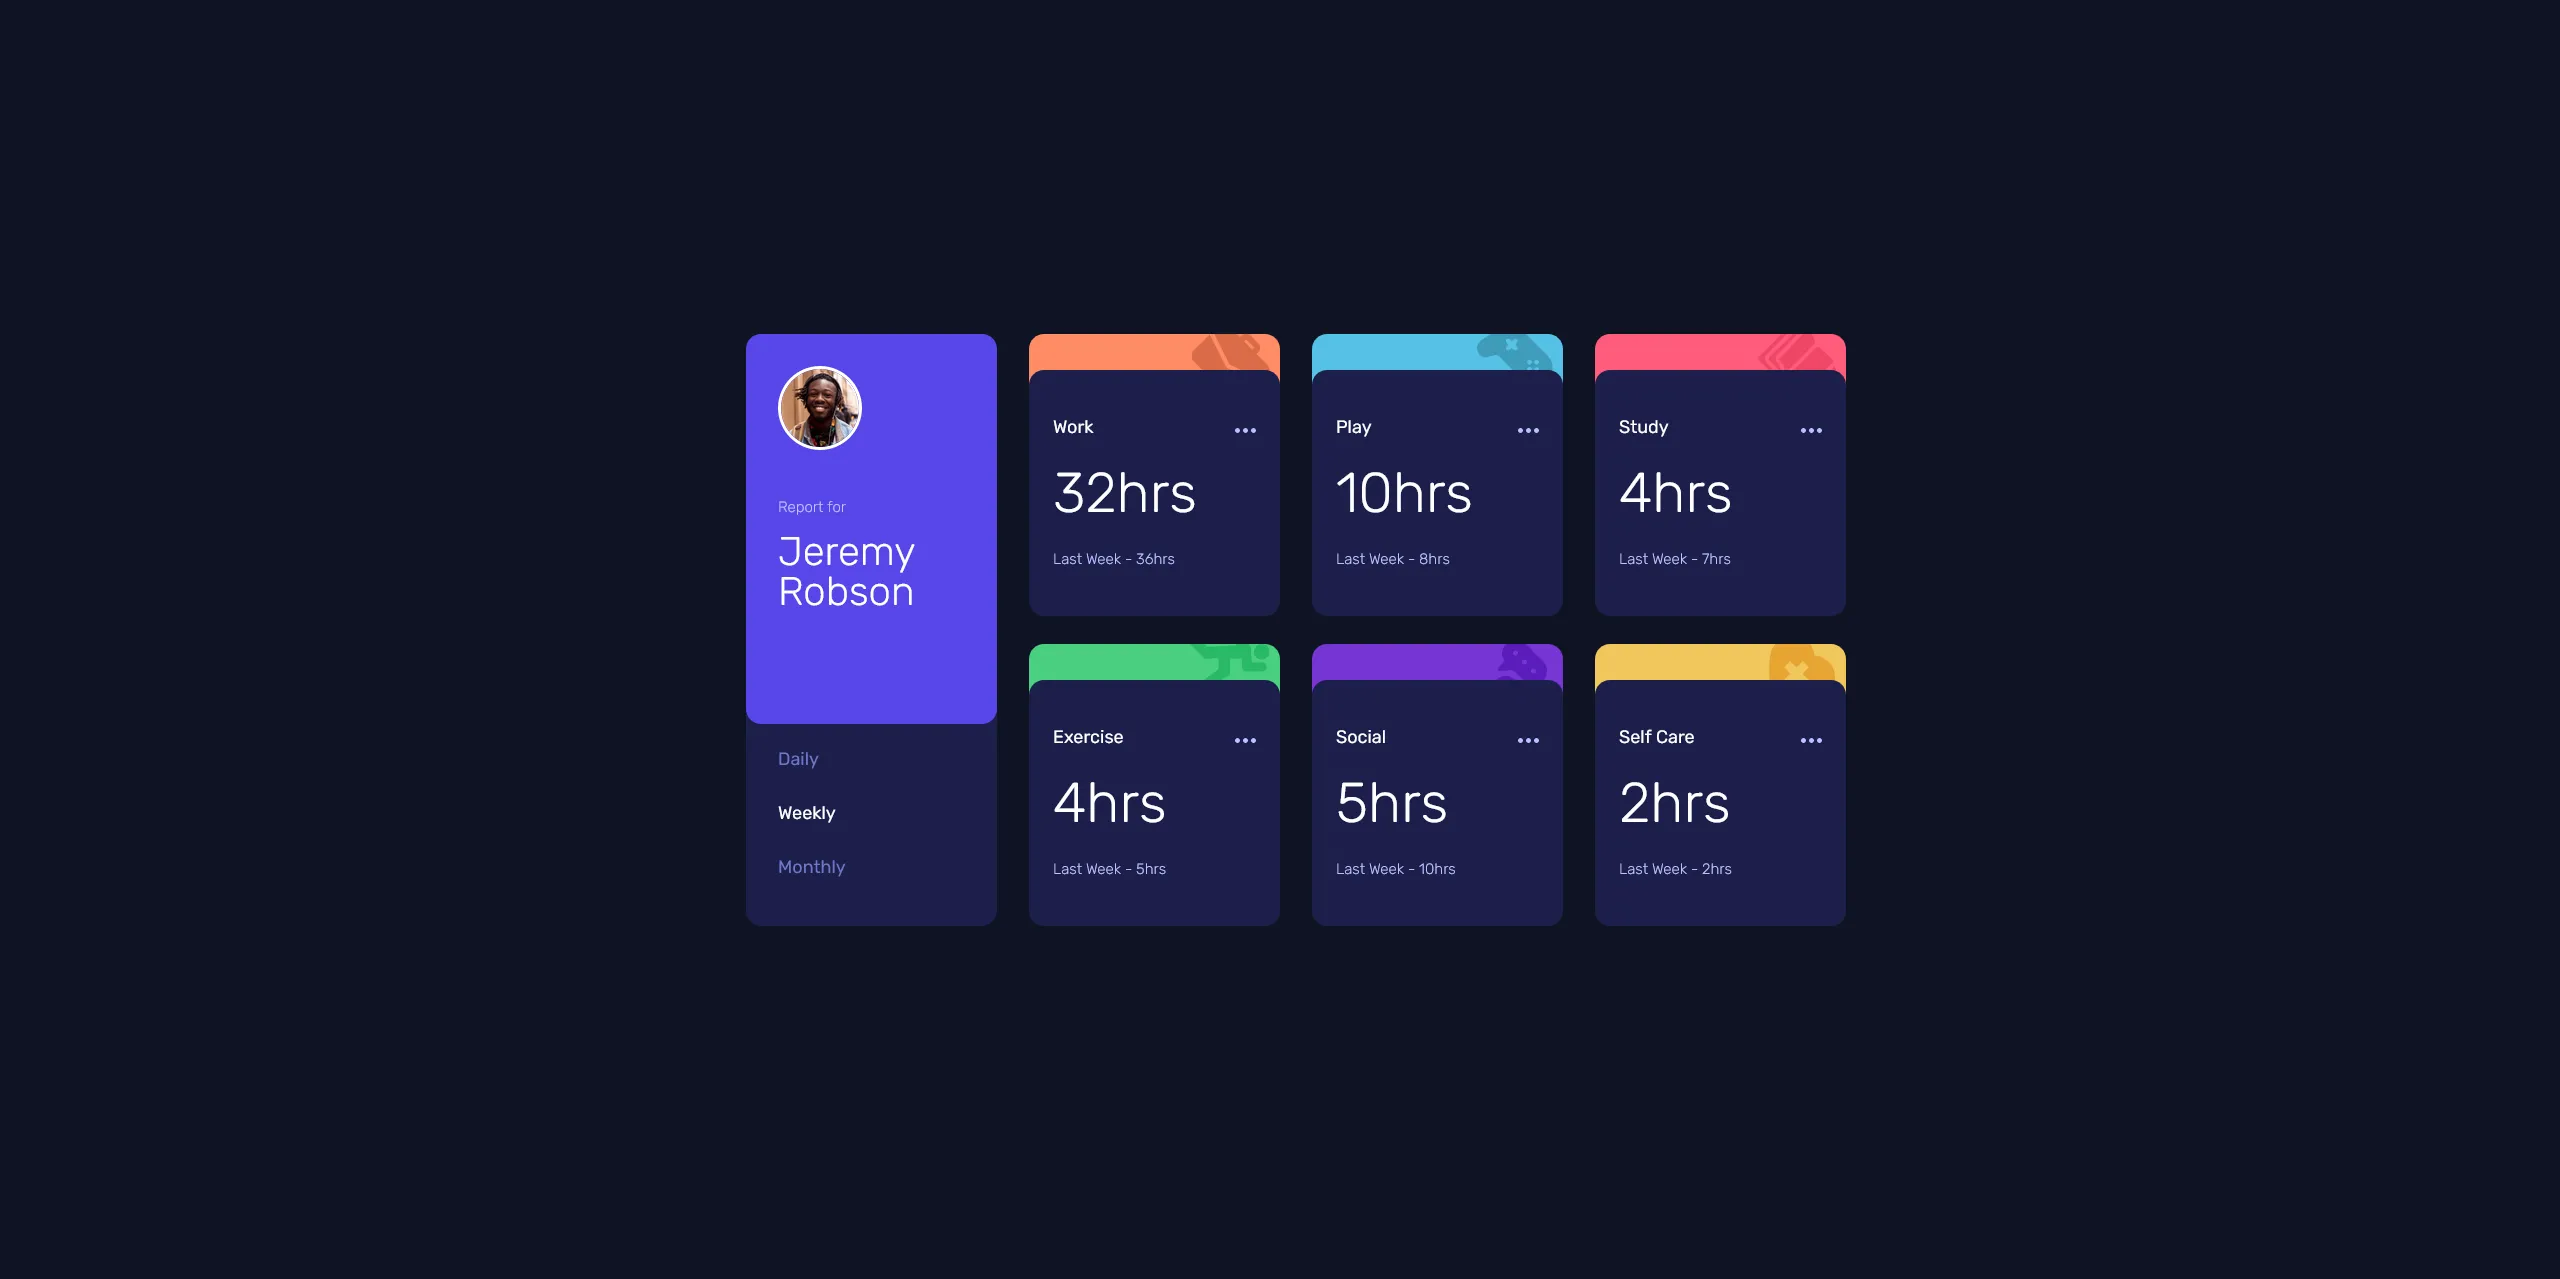 Report for
Jeremy
Robson
Daily
Weekly
Monthly
Work
32hrs
Last Week - 36hrs
Play
10hrs
Last Week - 8hrs
Study
4hrs
Last Week - 7hrs
Exercise
4hrs
Last Week - 5hrs
Social
5hrs
Last Week - 10hrs
Self Care
2hrs
Last Week - 2hrs